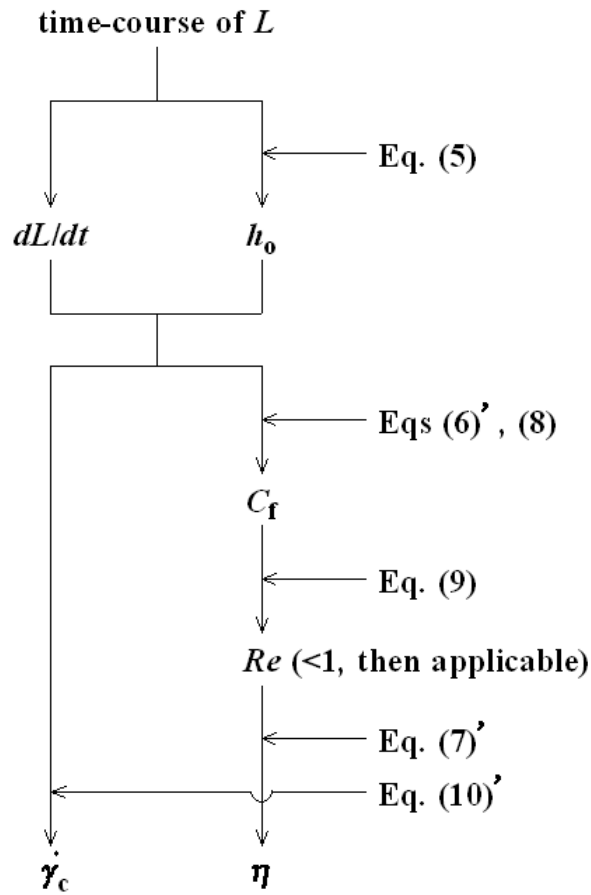 time-course of L
Eq. (5)
dL/dt
hₒ
Eqs (6)’ , (8)
C_f
Eq. (9)
Re (<1, then applicable)
Eq. (7)’
Eq. (10)’
γ̇_c
η